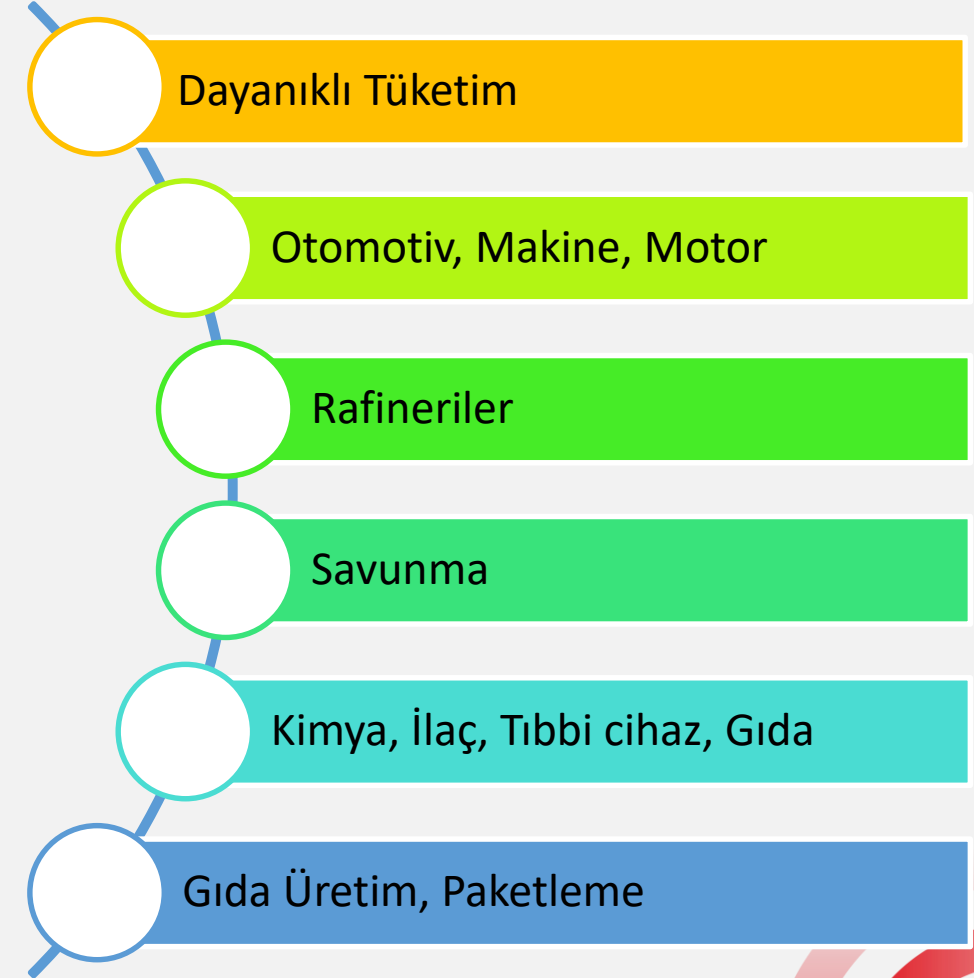 Dayanıklı Tüketim
Otomotiv, Makine, Motor
Rafineriler
Savunma
Kimya, İlaç, Tıbbi cihaz, Gıda
Gıda Üretim, Paketleme